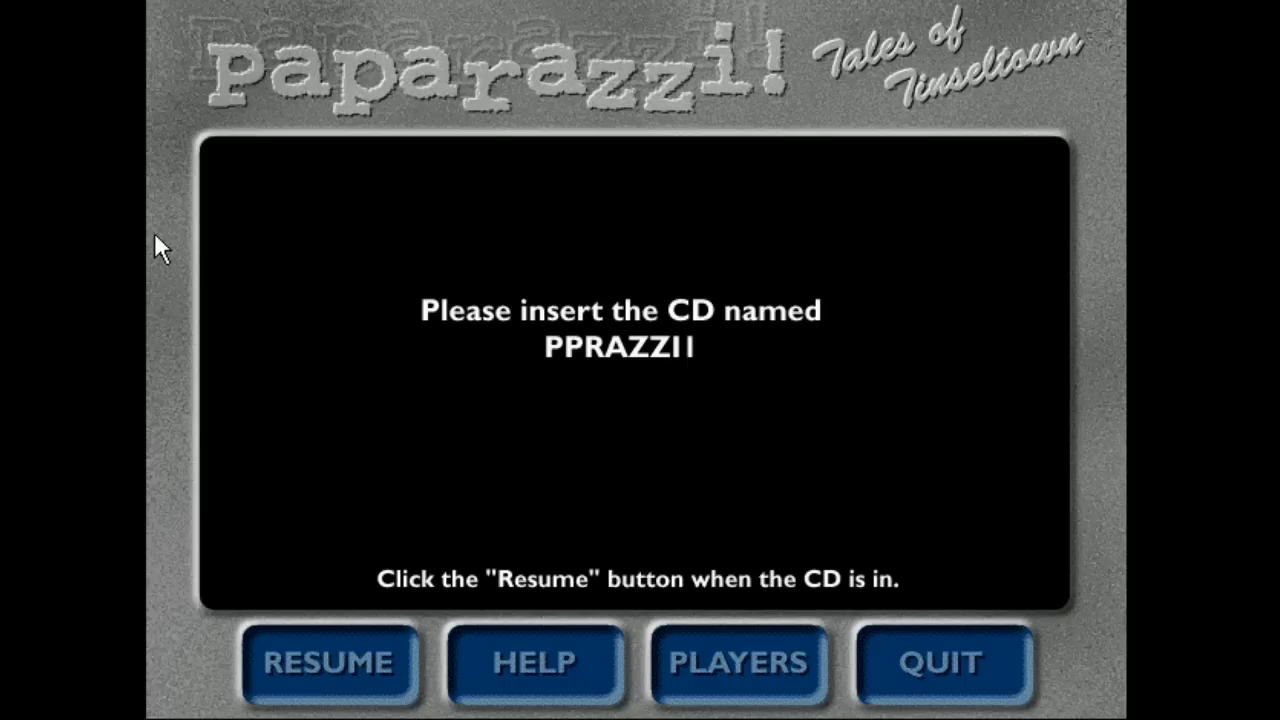 paparazzi!
Tales of
Tinseltown
Please insert the CD named
PPRAZZI1
Click the "Resume" button when the CD is in.
RESUME
HELP
PLAYERS
QUIT